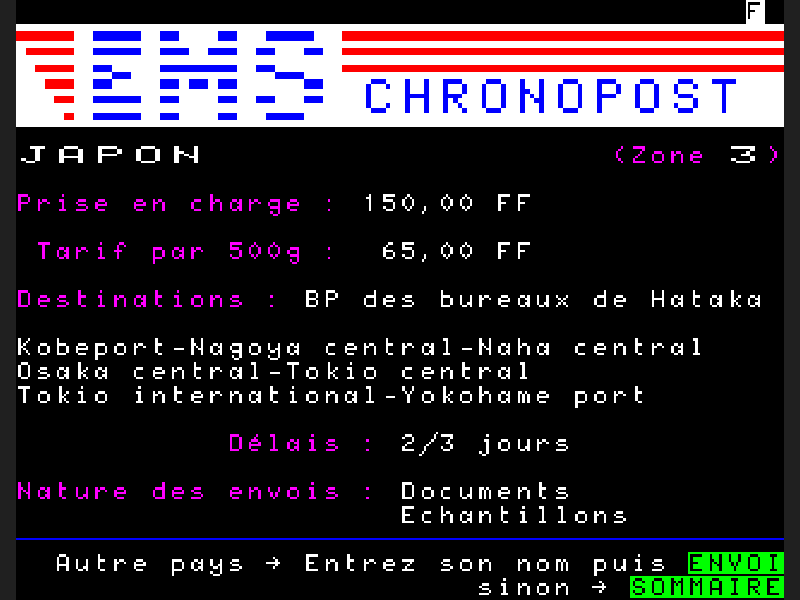 F
EMS
CHRONOPOST
JAPON (Zone 3)
Prise en charge : 150,00 FF
Tarif par 500g : 65,00 FF
Destinations : BP des bureaux de Hataka
Kobeport-Nagoya central-Naha central
Osaka central-Tokio central
Tokio international-Yokohame port
Délais : 2/3 jours
Nature des envois : Documents
Echantillons
Autre pays → Entrez son nom puis ENVOI
sinon → SOMMAIRE